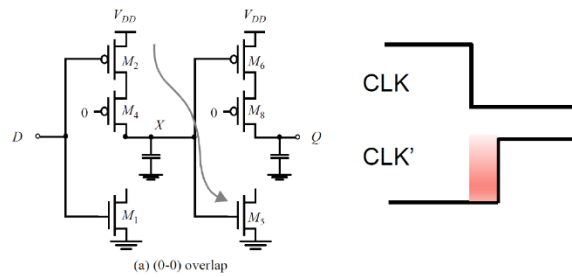 V_DD V_DD
M_2 M_6
0 M_4 0 M_8
D X Q
M_1 M_5
(a) (0-0) overlap
CLK
CLK'